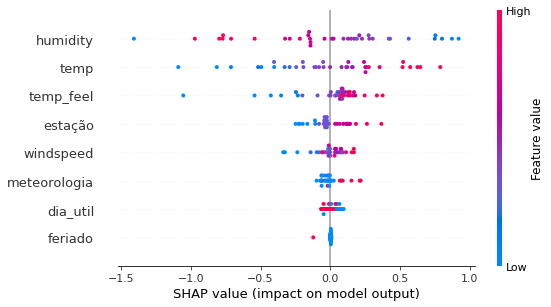 High
humidity
temp
temp_feel
estação
windspeed
meteorologia
dia_util
feriado
Feature value
Low
−1.5 −1.0 −0.5 0.0 0.5 1.0
SHAP value (impact on model output)